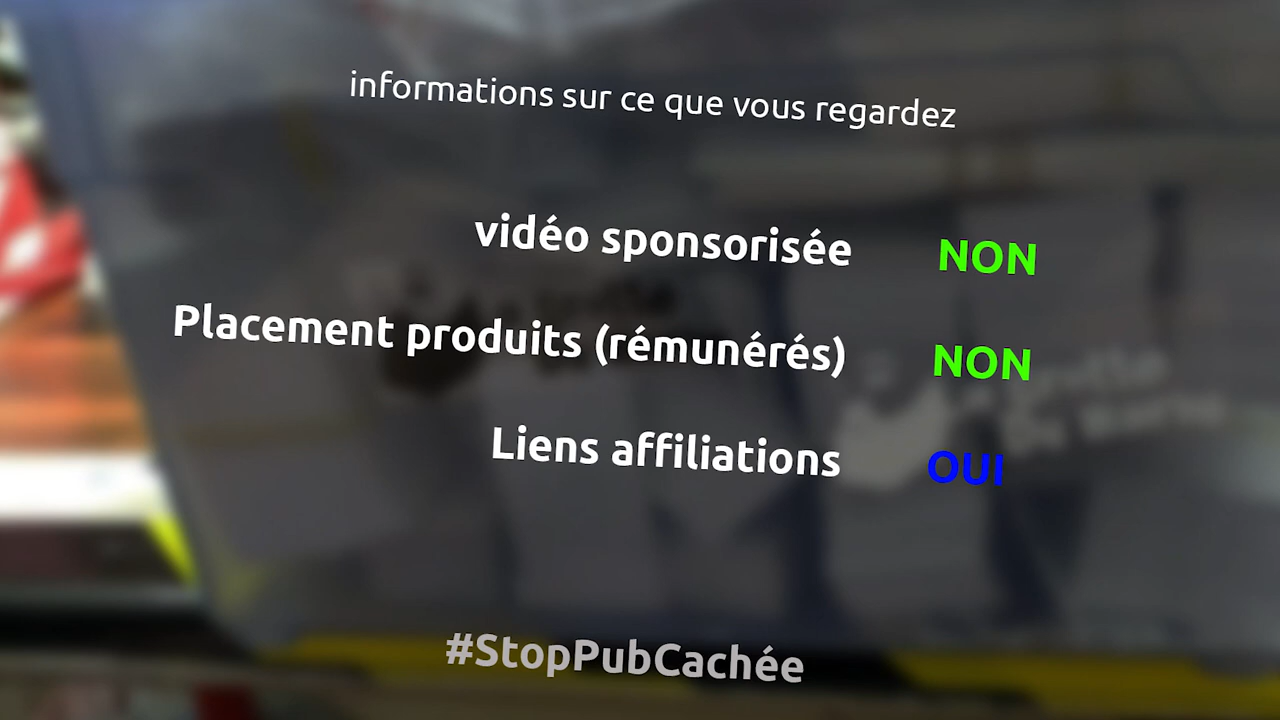 informations sur ce que vous regardez
vidéo sponsorisée NON
Placement produits (rémunérés) NON
Liens affiliations OUI
#StopPubCachée